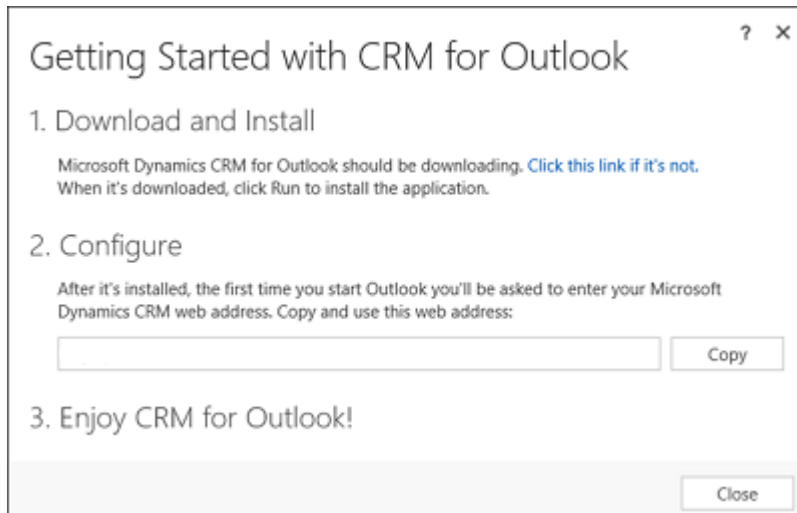 ? ✕
Getting Started with CRM for Outlook
1. Download and Install
Microsoft Dynamics CRM for Outlook should be downloading. Click this link if it's not.
When it's downloaded, click Run to install the application.
2. Configure
After it's installed, the first time you start Outlook you'll be asked to enter your Microsoft
Dynamics CRM web address. Copy and use this web address:
Copy
3. Enjoy CRM for Outlook!
Close